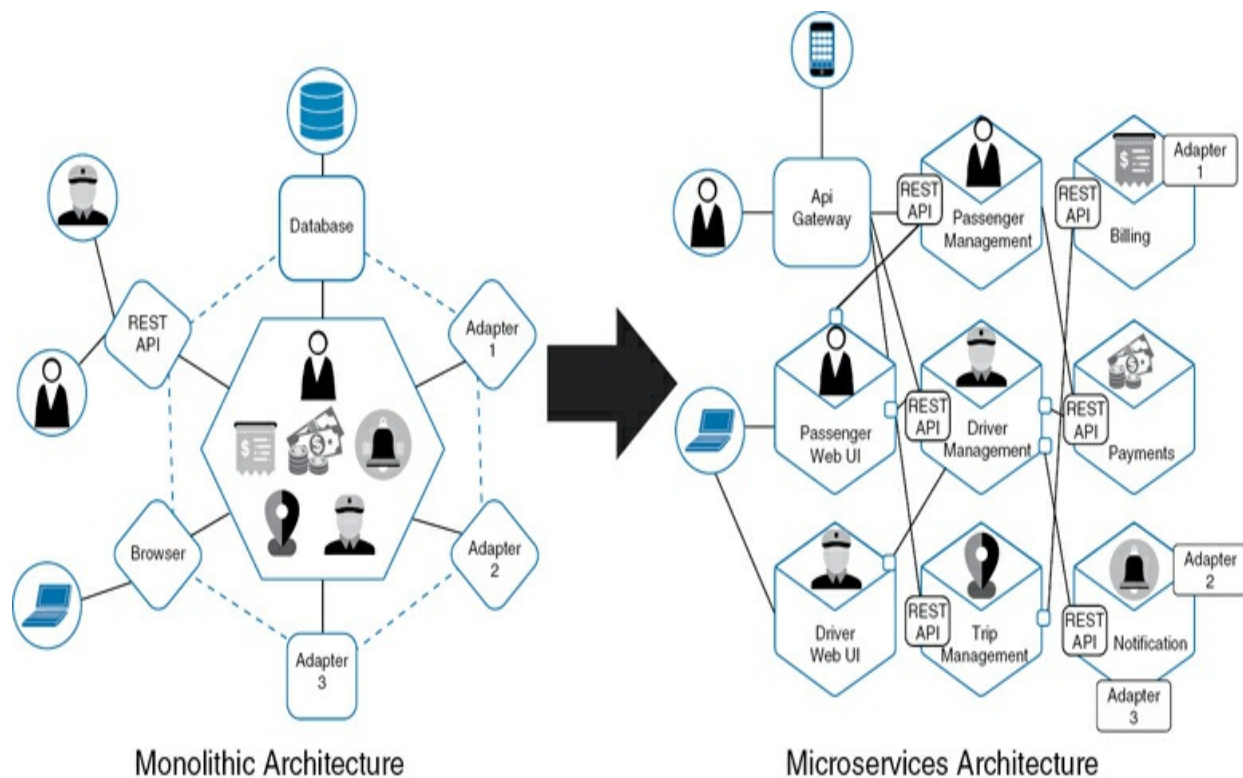 Database
REST
API
Adapter
1
Browser
Adapter
2
Adapter
3
Monolithic Architecture
Api
Gateway
REST
API
Passenger
Management
REST
API
Billing
Adapter
1
Passenger
Web UI
REST
API
Driver
Management
REST
API
Payments
Driver
Web UI
REST
API
Trip
Management
REST
API
Notification
Adapter
2
Adapter
3
Microservices Architecture